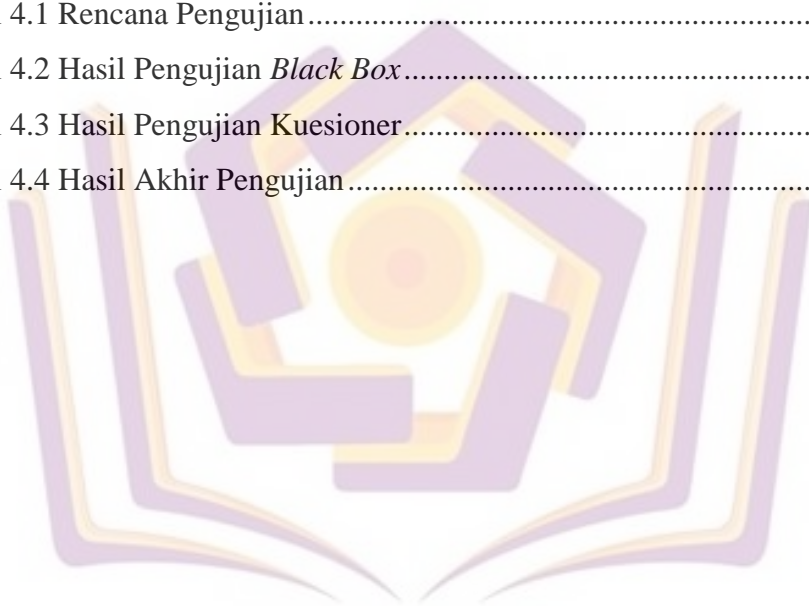 4.1 Rencana Pengujian................................................................
4.2 Hasil Pengujian Black Box....................................................
4.3 Hasil Pengujian Kuesioner....................................................
4.4 Hasil Akhir Pengujian...........................................................